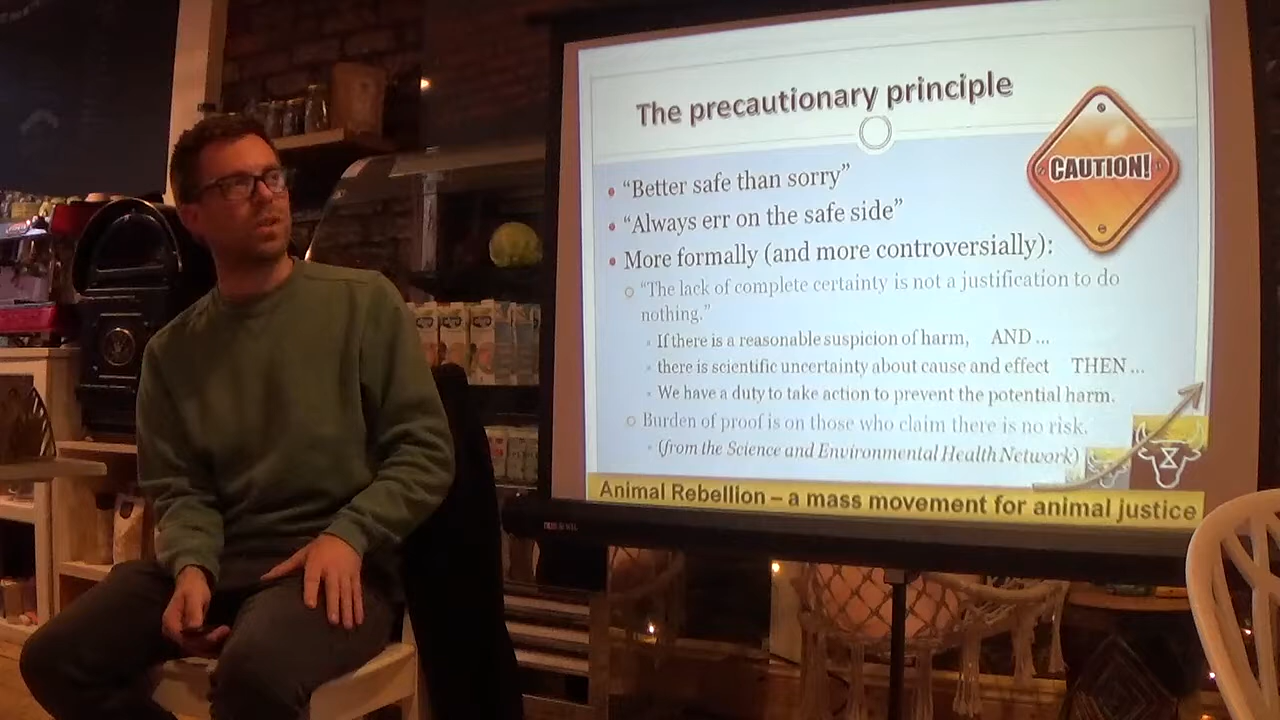 The precautionary principle
CAUTION!
“Better safe than sorry”
“Always err on the safe side”
More formally (and more controversially):
“The lack of complete certainty is not a justification to do
nothing.”
If there is a reasonable suspicion of harm, AND ...
there is scientific uncertainty about cause and effect THEN ...
We have a duty to take action to prevent the potential harm.
Burden of proof is on those who claim there is no risk.
(from the Science and Environmental Health Network)
Animal Rebellion – a mass movement for animal justice